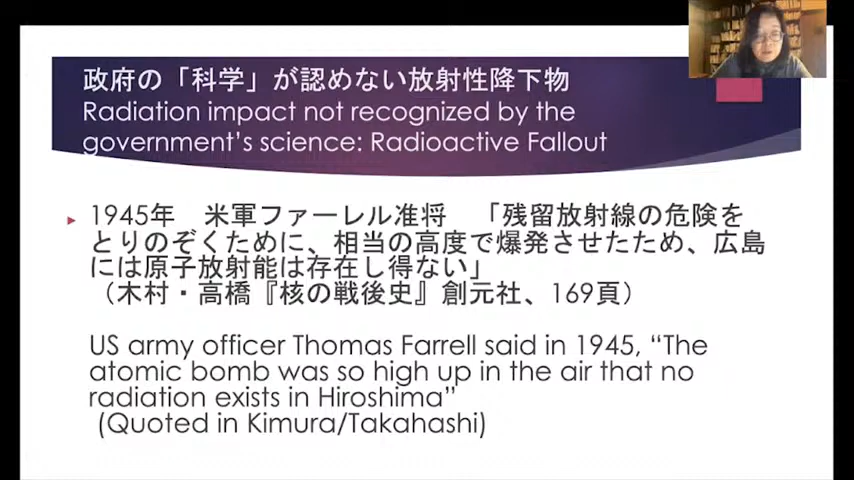 政府の「科学」が認めない放射性降下物
Radiation impact not recognized by the
government's science: Radioactive Fallout
1945年　米軍ファーレル准将　「残留放射線の危険を
とりのぞくために、相当の高度で爆発させたため、広島
には原子放射能は存在し得ない」
（木村・高橋『核の戦後史』創元社、169頁）
US army officer Thomas Farrell said in 1945, “The
atomic bomb was so high up in the air that no
radiation exists in Hiroshima”
(Quoted in Kimura/Takahashi)